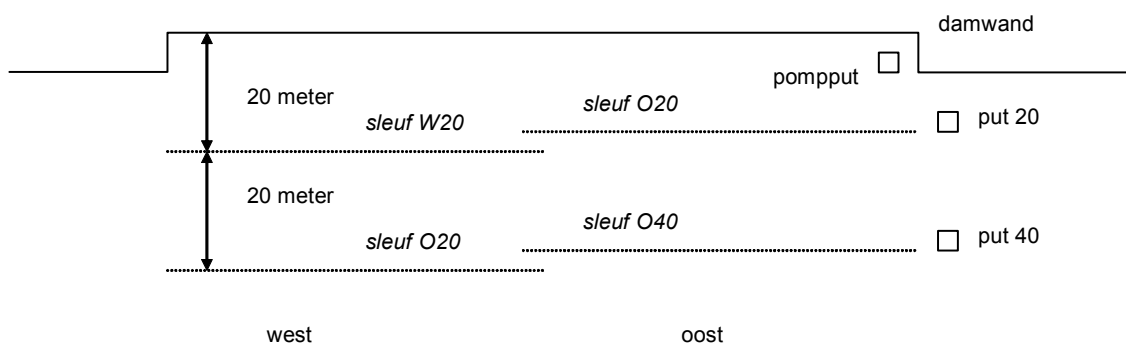 damwand
pompput
20 meter
sleuf O20
sleuf W20
put 20
20 meter
sleuf O40
sleuf O20
put 40
west
oost